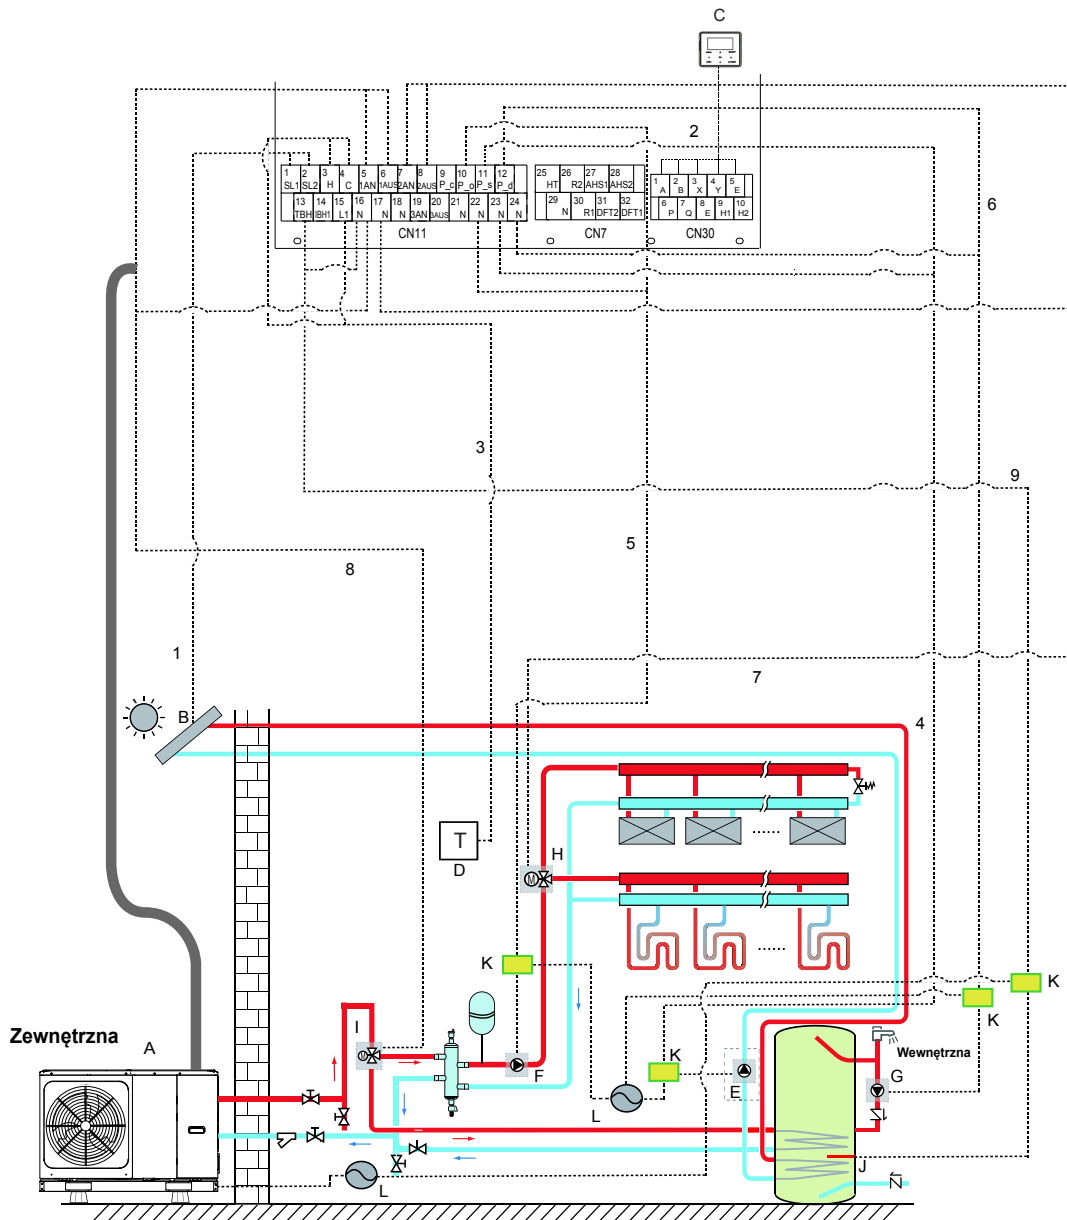 C
2
1 2 3 4 5 6 7 8 9 10 11 12
SL1 SL2 H C 1AN 1AUS 2AN 2AUS P_c P_o P_s P_d
13 14 15 16 17 18 19 20 21 22 23 24
TBH IBH1 L1 N N N 3AN 3AUS N N N N
CN11
25 26 27 28
HT R2 AHS1 AHS2
29 30 31 32
N R1 DFT2 DFT1
CN7
1 2 3 4 5
A B X Y E
6 7 8 9 10
P Q E H1 H2
CN30
6
3
9
5
8
1
7
B
4
T
D
H
M
K
K
K
I
M
Zewnętrzna
A
F
K
E
Wewnętrzna
G
L
J
L